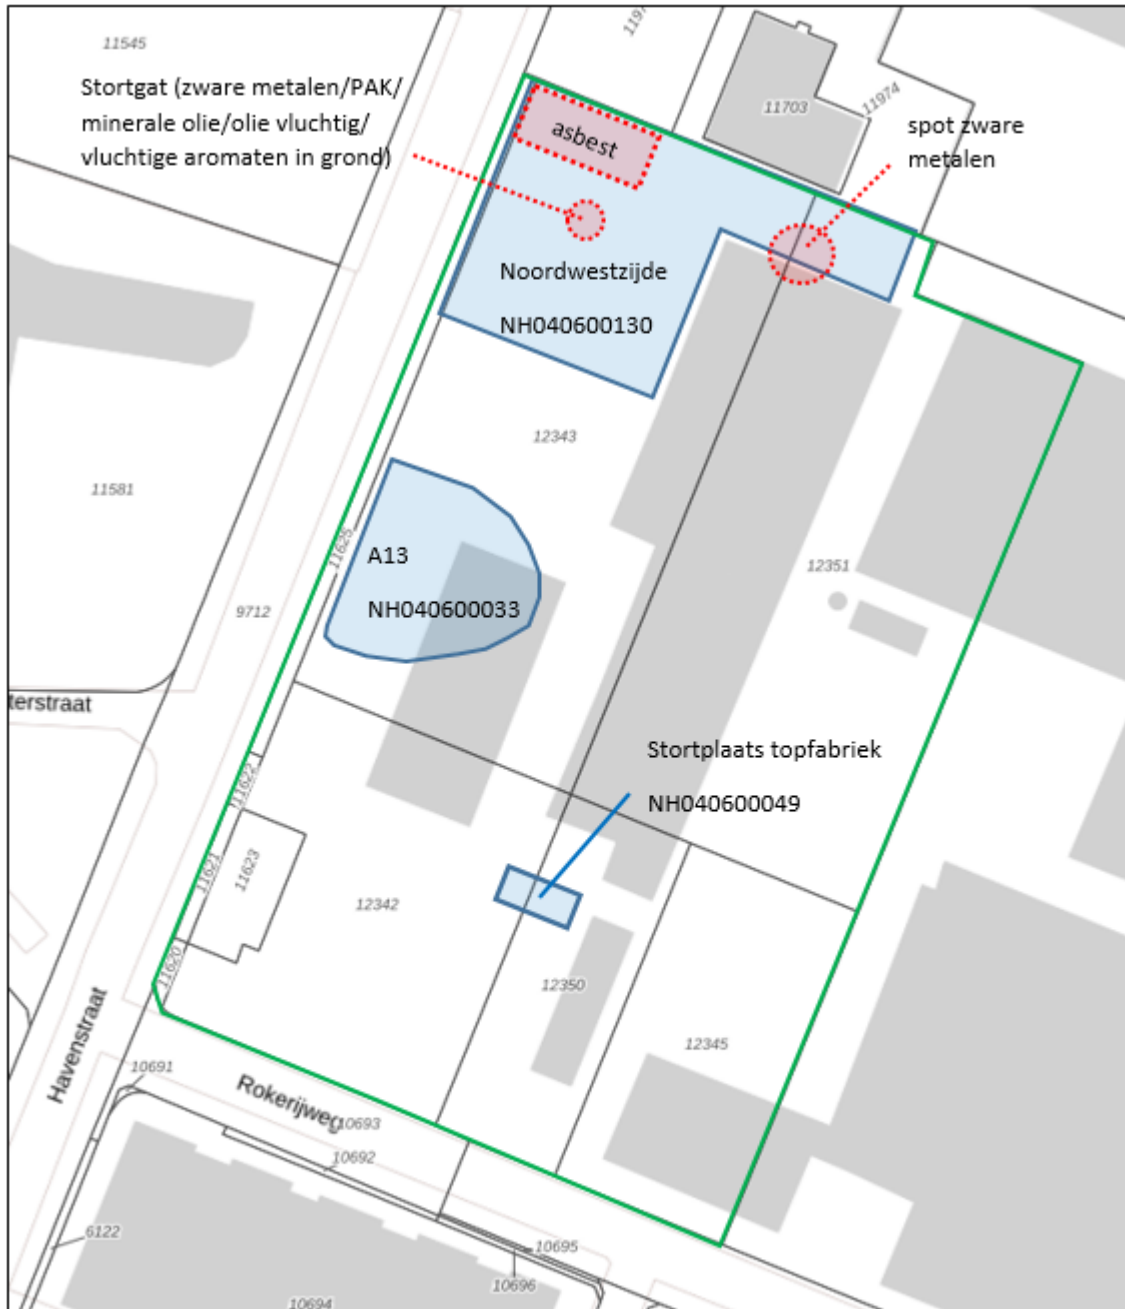 11545
1197
Stortgat (zware metalen/PAK/
minerale olie/olie vluchtig/
vluchtige aromaten in grond)
asbest
11703
11974
spot zware
metalen
Noordwestzijde
NH040600130
12343
11581
11625
A13
NH040600033
12351
9712
terstraat
Stortplaats topfabriek
NH040600049
11622
11621
11623
12342
11620
12350
12345
Havenstraat
10691
Rokerijweg
10693
10692
6122
10695
10696
10694